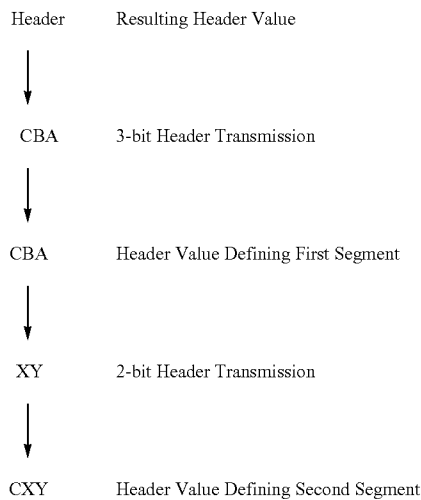 Header Resulting Header Value
CBA 3-bit Header Transmission
CBA Header Value Defining First Segment
XY 2-bit Header Transmission
CXY Header Value Defining Second Segment